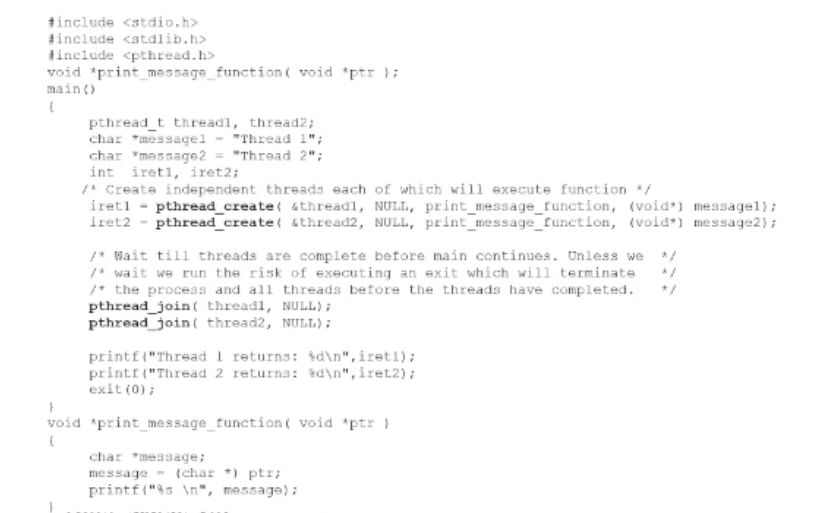 #include <stdio.h>
#include <stdlib.h>
#include <pthread.h>
void *print_message_function( void *ptr );
main()
{
pthread_t thread1, thread2;
char *message1 = "Thread 1";
char *message2 = "Thread 2";
int  iret1, iret2;
/* Create independent threads each of which will execute function */
iret1 = pthread_create( &thread1, NULL, print_message_function, (void*) message1);
iret2 = pthread_create( &thread2, NULL, print_message_function, (void*) message2);
/* Wait till threads are complete before main continues. Unless we  */
/* wait we run the risk of executing an exit which will terminate   */
/* the process and all threads before the threads have completed.   */
pthread_join( thread1, NULL);
pthread_join( thread2, NULL);
printf("Thread 1 returns: %d\n",iret1);
printf("Thread 2 returns: %d\n",iret2);
exit(0);
}
void *print_message_function( void *ptr )
{
char *message;
message = (char *) ptr;
printf("%s \n", message);
}